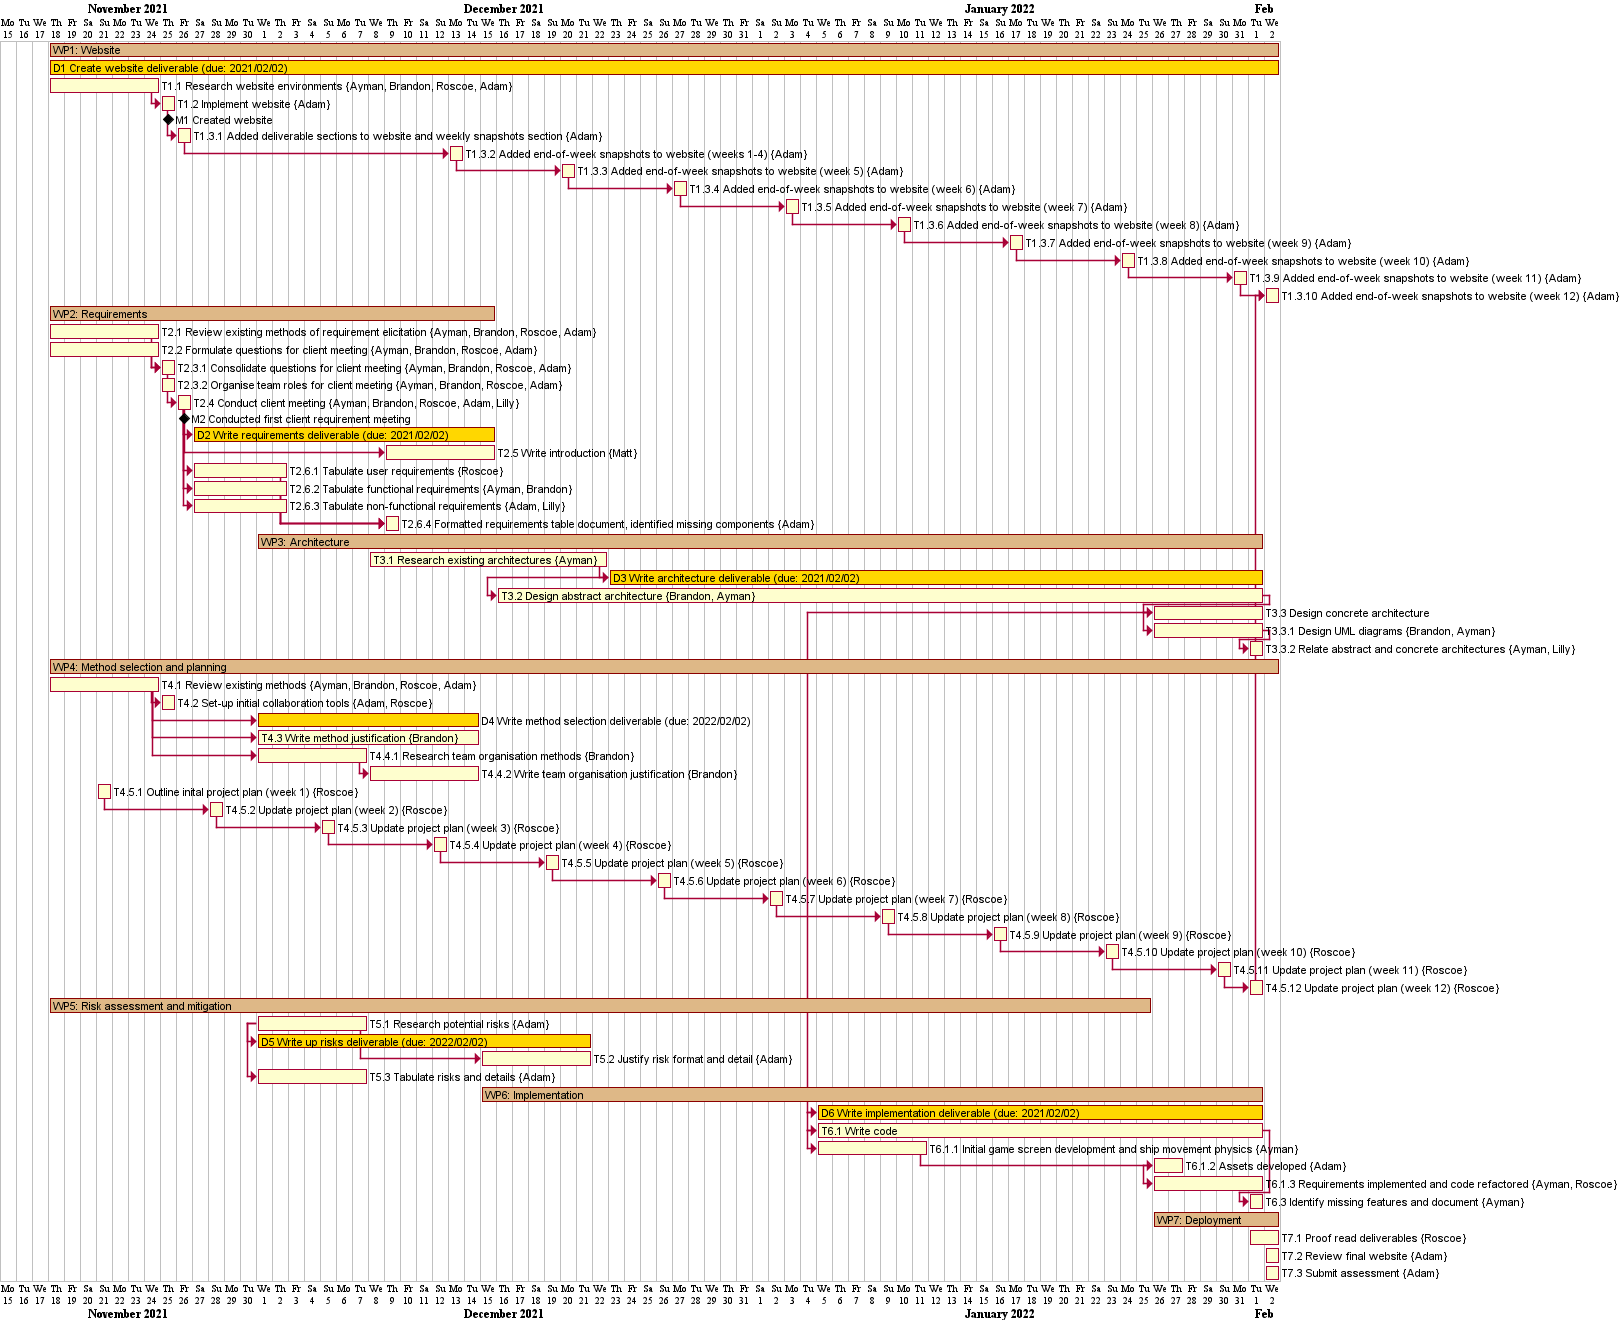 November 2021 December 2021 January 2022 Feb
Mo Tu We Th Fr Sa Su Mo Tu We Th Fr Sa Su Mo Tu We Th Fr Sa Su Mo Tu We Th Fr Sa Su Mo Tu We Th Fr Sa Su Mo Tu We Th Fr Sa Su Mo Tu We Th Fr Sa Su Mo Tu We Th Fr Sa Su Mo Tu We Th Fr Sa Su Mo Tu We Th Fr Sa Su Mo Tu We Th Fr Sa Su Mo Tu We
15 16 17 18 19 20 21 22 23 24 25 26 27 28 29 30 1 2 3 4 5 6 7 8 9 10 11 12 13 14 15 16 17 18 19 20 21 22 23 24 25 26 27 28 29 30 31 1 2 3 4 5 6 7 8 9 10 11 12 13 14 15 16 17 18 19 20 21 22 23 24 25 26 27 28 29 30 31 1 2
WP1: Website
D1 Create website deliverable (due: 2021/02/02)
T1.1 Research website environments {Ayman, Brandon, Roscoe, Adam}
T1.2 Implement website {Adam}
M1 Created website
T1.3.1 Added deliverable sections to website and weekly snapshots section {Adam}
T1.3.2 Added end-of-week snapshots to website (weeks 1-4) {Adam}
T1.3.3 Added end-of-week snapshots to website (week 5) {Adam}
T1.3.4 Added end-of-week snapshots to website (week 6) {Adam}
T1.3.5 Added end-of-week snapshots to website (week 7) {Adam}
T1.3.6 Added end-of-week snapshots to website (week 8) {Adam}
T1.3.7 Added end-of-week snapshots to website (week 9) {Adam}
T1.3.8 Added end-of-week snapshots to website (week 10) {Adam}
T1.3.9 Added end-of-week snapshots to website (week 11) {Adam}
T1.3.10 Added end-of-week snapshots to website (week 12) {Adam}
WP2: Requirements
T2.1 Review existing methods of requirement elicitation {Ayman, Brandon, Roscoe, Adam}
T2.2 Formulate questions for client meeting {Ayman, Brandon, Roscoe, Adam}
T2.3.1 Consolidate questions for client meeting {Ayman, Brandon, Roscoe, Adam}
T2.3.2 Organise team roles for client meeting {Ayman, Brandon, Roscoe, Adam}
T2.4 Conduct client meeting {Ayman, Brandon, Roscoe, Adam, Lilly}
M2 Conducted first client requirement meeting
D2 Write requirements deliverable (due: 2021/02/02)
T2.5 Write introduction {Matt}
T2.6.1 Tabulate user requirements {Roscoe}
T2.6.2 Tabulate functional requirements {Ayman, Brandon}
T2.6.3 Tabulate non-functional requirements {Adam, Lilly}
T2.6.4 Formatted requirements table document, identified missing components {Adam}
WP3: Architecture
T3.1 Research existing architectures {Ayman}
D3 Write architecture deliverable (due: 2021/02/02)
T3.2 Design abstract architecture {Brandon, Ayman}
T3.3 Design concrete architecture
T3.3.1 Design UML diagrams {Brandon, Ayman}
T3.3.2 Relate abstract and concrete architectures {Ayman, Lilly}
WP4: Method selection and planning
T4.1 Review existing methods {Ayman, Brandon, Roscoe, Adam}
T4.2 Set-up initial collaboration tools {Adam, Roscoe}
D4 Write method selection deliverable (due: 2022/02/02)
T4.3 Write method justification {Brandon}
T4.4.1 Research team organisation methods {Brandon}
T4.4.2 Write team organisation justification {Brandon}
T4.5.1 Outline inital project plan (week 1) {Roscoe}
T4.5.2 Update project plan (week 2) {Roscoe}
T4.5.3 Update project plan (week 3) {Roscoe}
T4.5.4 Update project plan (week 4) {Roscoe}
T4.5.5 Update project plan (week 5) {Roscoe}
T4.5.6 Update project plan (week 6) {Roscoe}
T4.5.7 Update project plan (week 7) {Roscoe}
T4.5.8 Update project plan (week 8) {Roscoe}
T4.5.9 Update project plan (week 9) {Roscoe}
T4.5.10 Update project plan (week 10) {Roscoe}
T4.5.11 Update project plan (week 11) {Roscoe}
T4.5.12 Update project plan (week 12) {Roscoe}
WP5: Risk assessment and mitigation
T5.1 Research potential risks {Adam}
D5 Write up risks deliverable (due: 2022/02/02)
T5.2 Justify risk format and detail {Adam}
T5.3 Tabulate risks and details {Adam}
WP6: Implementation
D6 Write implementation deliverable (due: 2021/02/02)
T6.1 Write code
T6.1.1 Initial game screen development and ship movement physics {Ayman}
T6.1.2 Assets developed {Adam}
T6.1.3 Requirements implemented and code refactored {Ayman, Roscoe}
T6.3 Identify missing features and document {Ayman}
WP7: Deployment
T7.1 Proof read deliverables {Roscoe}
T7.2 Review final website {Adam}
T7.3 Submit assessment {Adam}
Mo Tu We Th Fr Sa Su Mo Tu We Th Fr Sa Su Mo Tu We Th Fr Sa Su Mo Tu We Th Fr Sa Su Mo Tu We Th Fr Sa Su Mo Tu We Th Fr Sa Su Mo Tu We Th Fr Sa Su Mo Tu We Th Fr Sa Su Mo Tu We Th Fr Sa Su Mo Tu We Th Fr Sa Su Mo Tu We Th Fr Sa Su Mo Tu We
15 16 17 18 19 20 21 22 23 24 25 26 27 28 29 30 1 2 3 4 5 6 7 8 9 10 11 12 13 14 15 16 17 18 19 20 21 22 23 24 25 26 27 28 29 30 31 1 2 3 4 5 6 7 8 9 10 11 12 13 14 15 16 17 18 19 20 21 22 23 24 25 26 27 28 29 30 31 1 2
November 2021 December 2021 January 2022 Feb